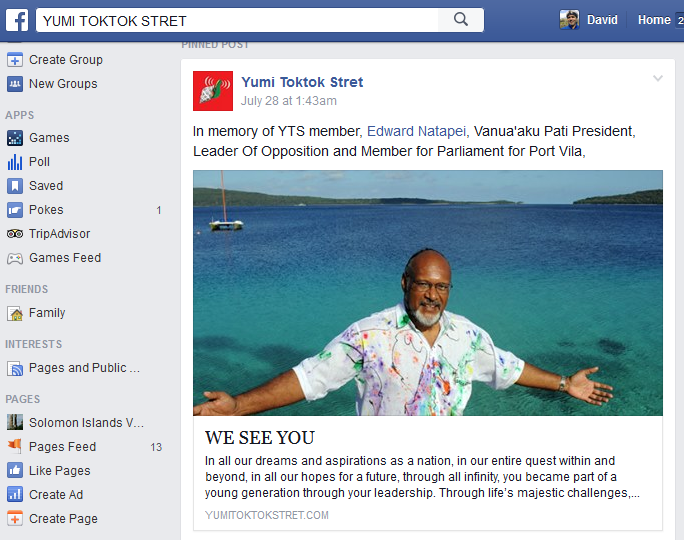 YUMI TOKTOK STRET
David
Home 2
Create Group
New Groups
APPS
Games
Poll
Saved
Pokes 1
TripAdvisor
Games Feed
FRIENDS
Family
INTERESTS
Pages and Public ...
PAGES
Solomon Islands V...
Pages Feed 13
Like Pages
Create Ad
Create Page
PINNED POST
Yumi Toktok Stret
July 28 at 1:43am
In memory of YTS member, Edward Natapei, Vanua'aku Pati President,
Leader Of Opposition and Member for Parliament for Port Vila,
WE SEE YOU
In all our dreams and aspirations as a nation, in our entire quest within and
beyond, in all our hopes for a future, through all infinity, you became part of a
young generation through your leadership. Through life's majestic challenges,...
YUMITOKTOKSTRET.COM